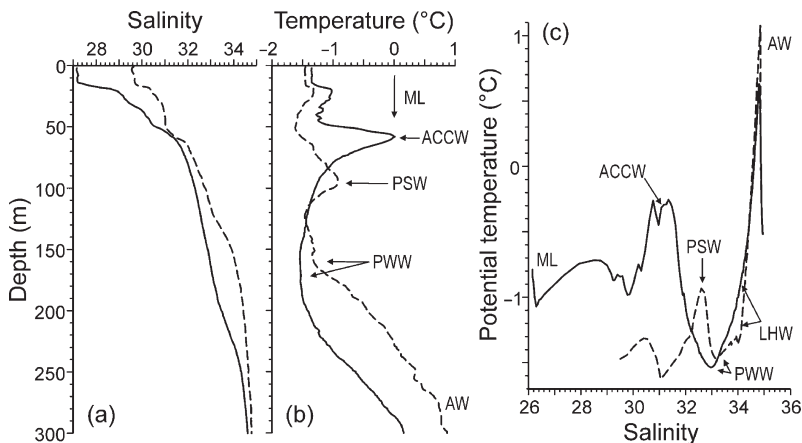 Salinity
27 30 32 34
Temperature (°C)
−2 −1 0 1
Depth (m)
0
50
100
150
200
250
300
(a)
(b)
ML
ACCW
PSW
PWW
AW
(c)
Potential temperature (°C)
1
0
−1
AW
ACCW
PSW
ML
LHW
PWW
26 28 30 32 34 36
Salinity